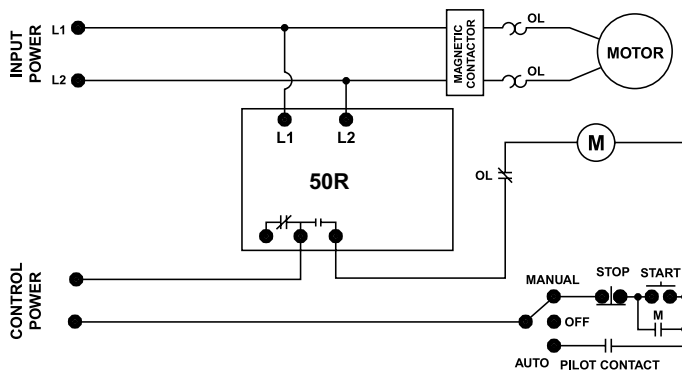 INPUT POWER
L1
L2
MAGNETIC CONTACTOR
OL
OL
MOTOR
L1 L2
50R
OL
M
CONTROL POWER
MANUAL
STOP
START
OFF
M
AUTO
PILOT CONTACT